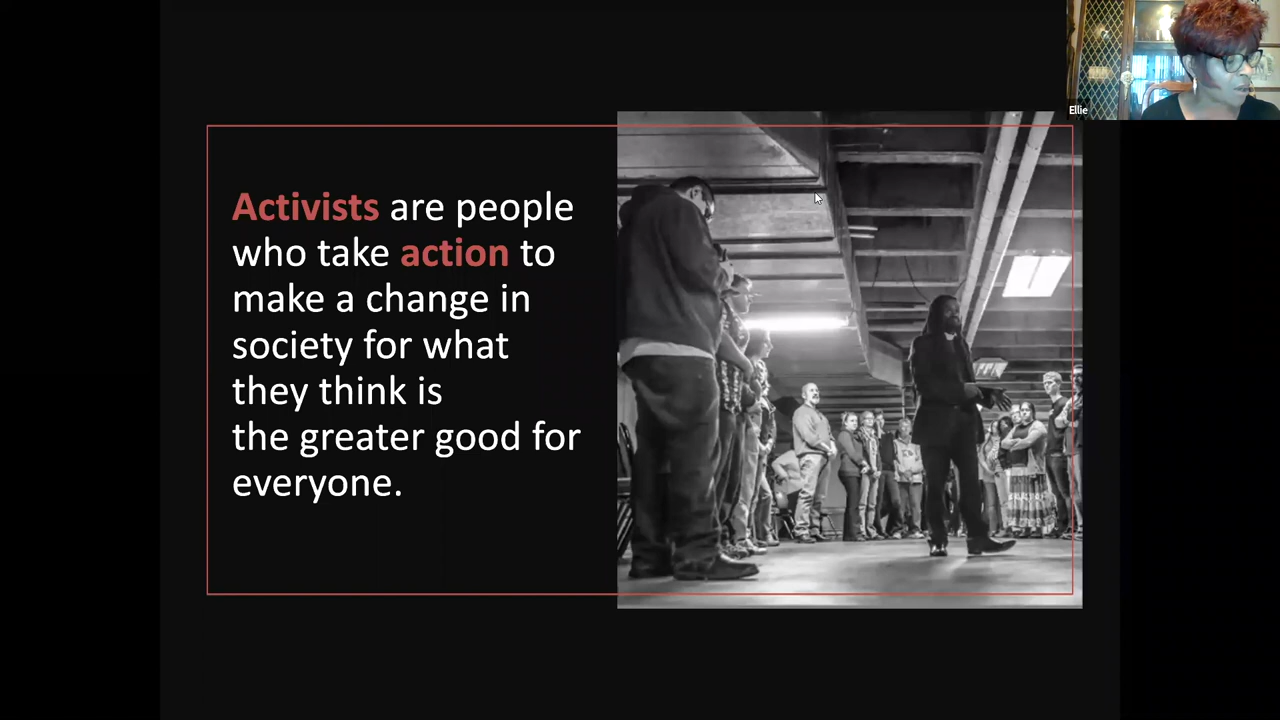 Ellie
Activists are people
who take action to
make a change in
society for what
they think is
the greater good for
everyone.